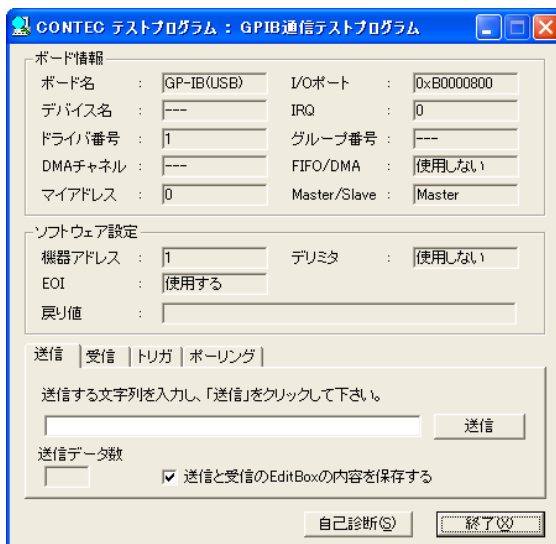 CONTEC テストプログラム : GPIB通信テストプログラム
ボード情報
ボード名 : GP-IB(USB) I/Oポート : 0xB0000800
デバイス名 : --- IRQ : 0
ドライバ番号 : 1 グループ番号 : ---
DMAチャネル : --- FIFO/DMA : 使用しない
マイアドレス : 0 Master/Slave : Master
ソフトウェア設定
機器アドレス : 1 デリミタ : 使用しない
EOI : 使用する
戻り値 :
送信 受信 トリガ ポーリング
送信する文字列を入力し、「送信」をクリックして下さい。
送信
送信データ数
送信と受信のEditBoxの内容を保存する
自己診断(S) 終了(X)